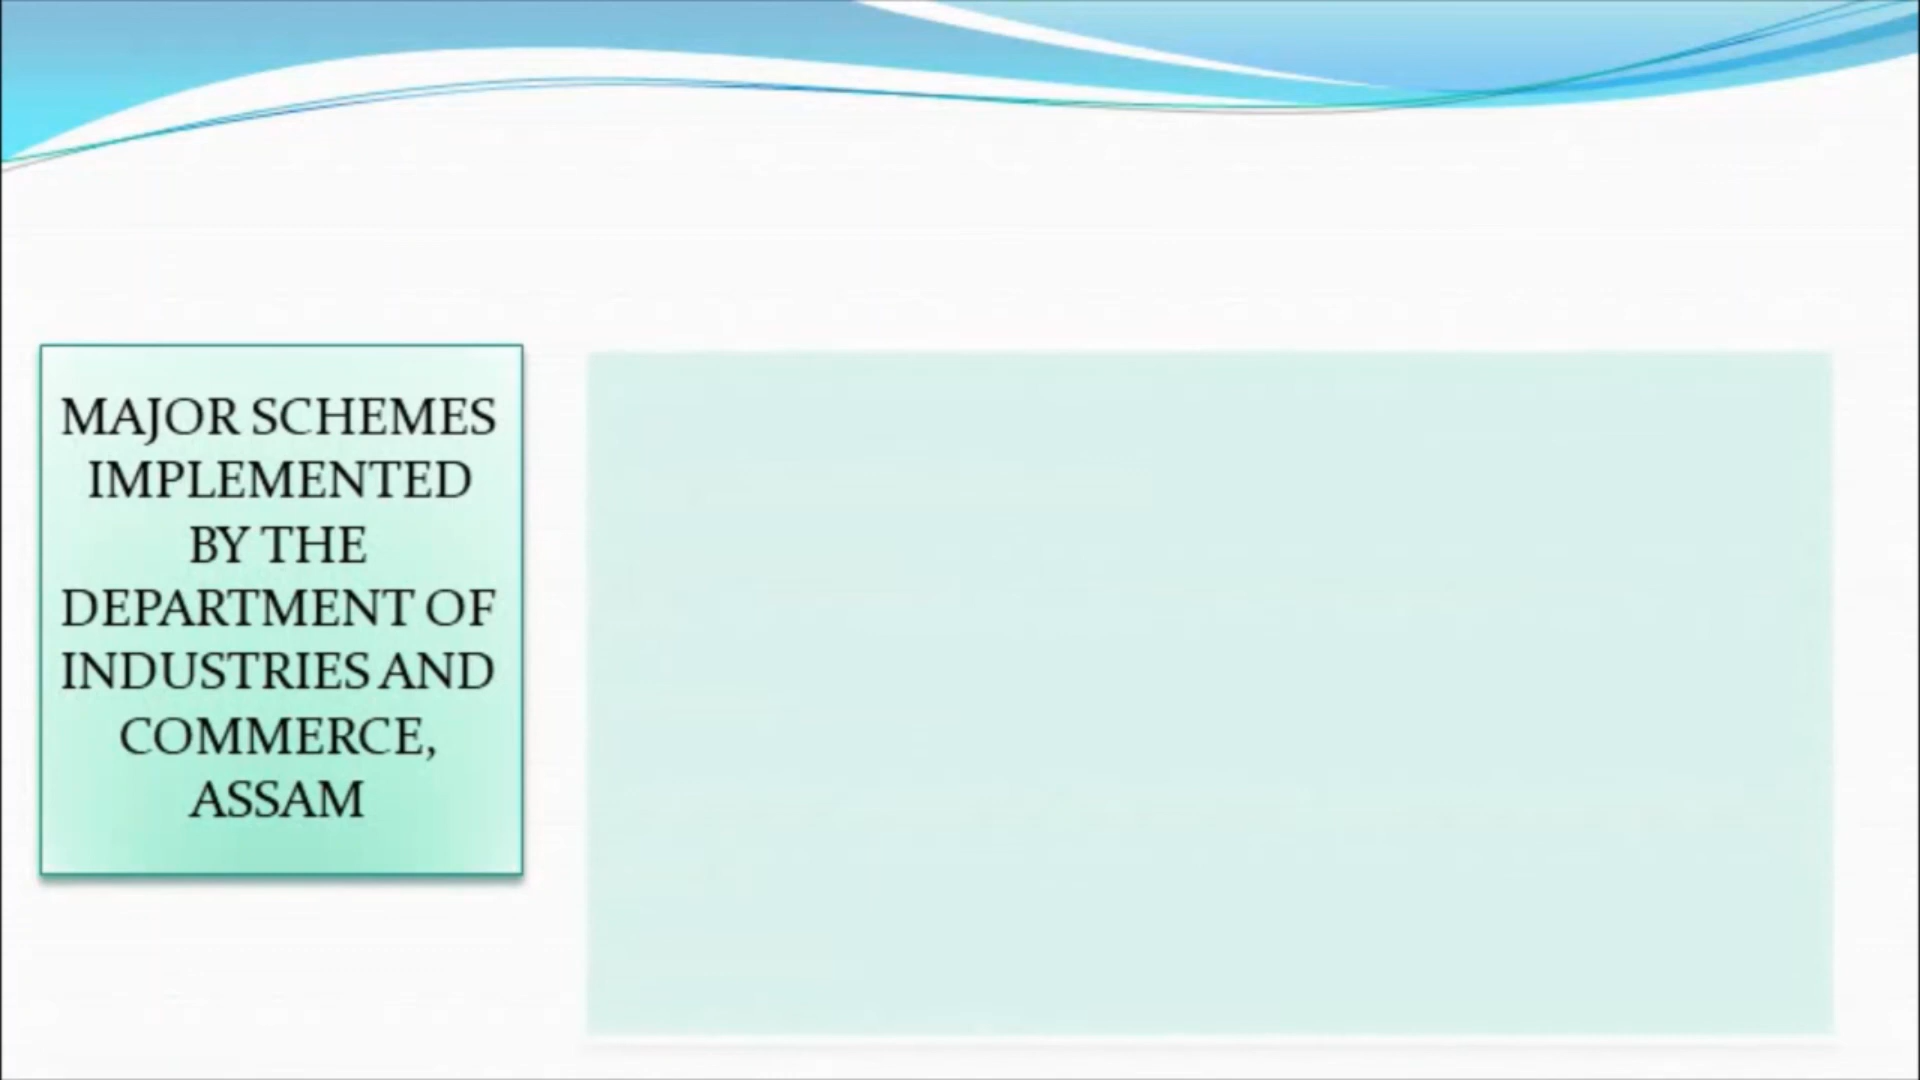 MAJOR SCHEMES
IMPLEMENTED
BY THE
DEPARTMENT OF
INDUSTRIES AND
COMMERCE,
ASSAM